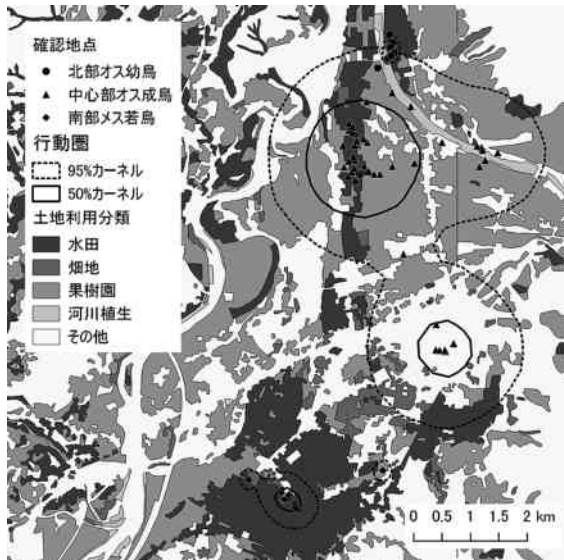 確認地点
北部オス幼鳥
中心部オス成鳥
南部メス若鳥
行動圏
95%カーネル
50%カーネル
土地利用分類
水田
畑地
果樹園
河川植生
その他
0 0.5 1 1.5 2 km